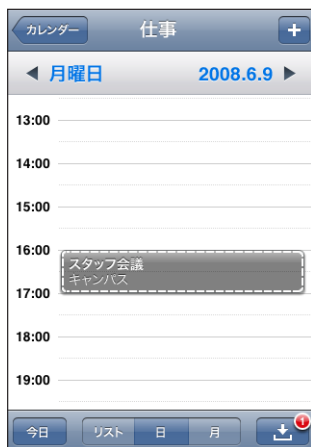 カレンダー 仕事 +
月曜日 2008.6.9
13:00
14:00
15:00
16:00
スタッフ会議
キャンパス
17:00
18:00
19:00
今日 リスト 日 月 1